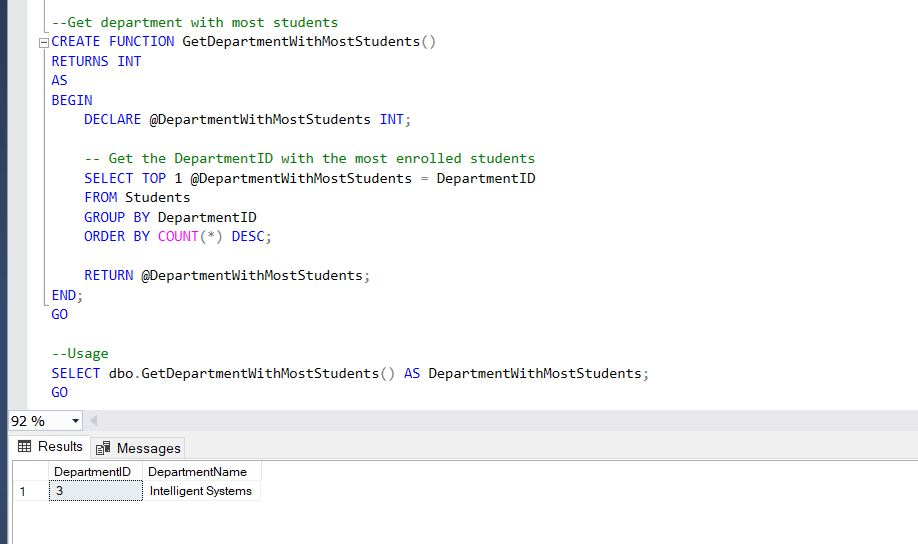 --Get department with most students
CREATE FUNCTION GetDepartmentWithMostStudents()
RETURNS INT
AS
BEGIN
DECLARE @DepartmentWithMostStudents INT;
-- Get the DepartmentID with the most enrolled students
SELECT TOP 1 @DepartmentWithMostStudents = DepartmentID
FROM Students
GROUP BY DepartmentID
ORDER BY COUNT(*) DESC;
RETURN @DepartmentWithMostStudents;
END;
GO
--Usage
SELECT dbo.GetDepartmentWithMostStudents() AS DepartmentWithMostStudents;
GO
92 %
Results Messages
DepartmentID DepartmentName
1 3 Intelligent Systems